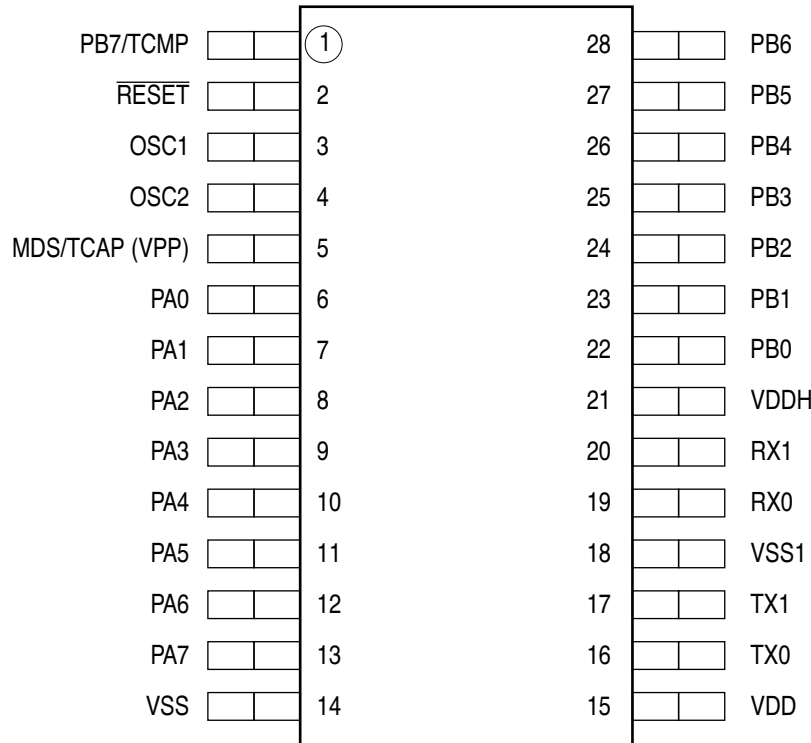 PB7/TCMP 1 28 PB6
RESET 2 27 PB5
OSC1 3 26 PB4
OSC2 4 25 PB3
MDS/TCAP (VPP) 5 24 PB2
PA0 6 23 PB1
PA1 7 22 PB0
PA2 8 21 VDDH
PA3 9 20 RX1
PA4 10 19 RX0
PA5 11 18 VSS1
PA6 12 17 TX1
PA7 13 16 TX0
VSS 14 15 VDD